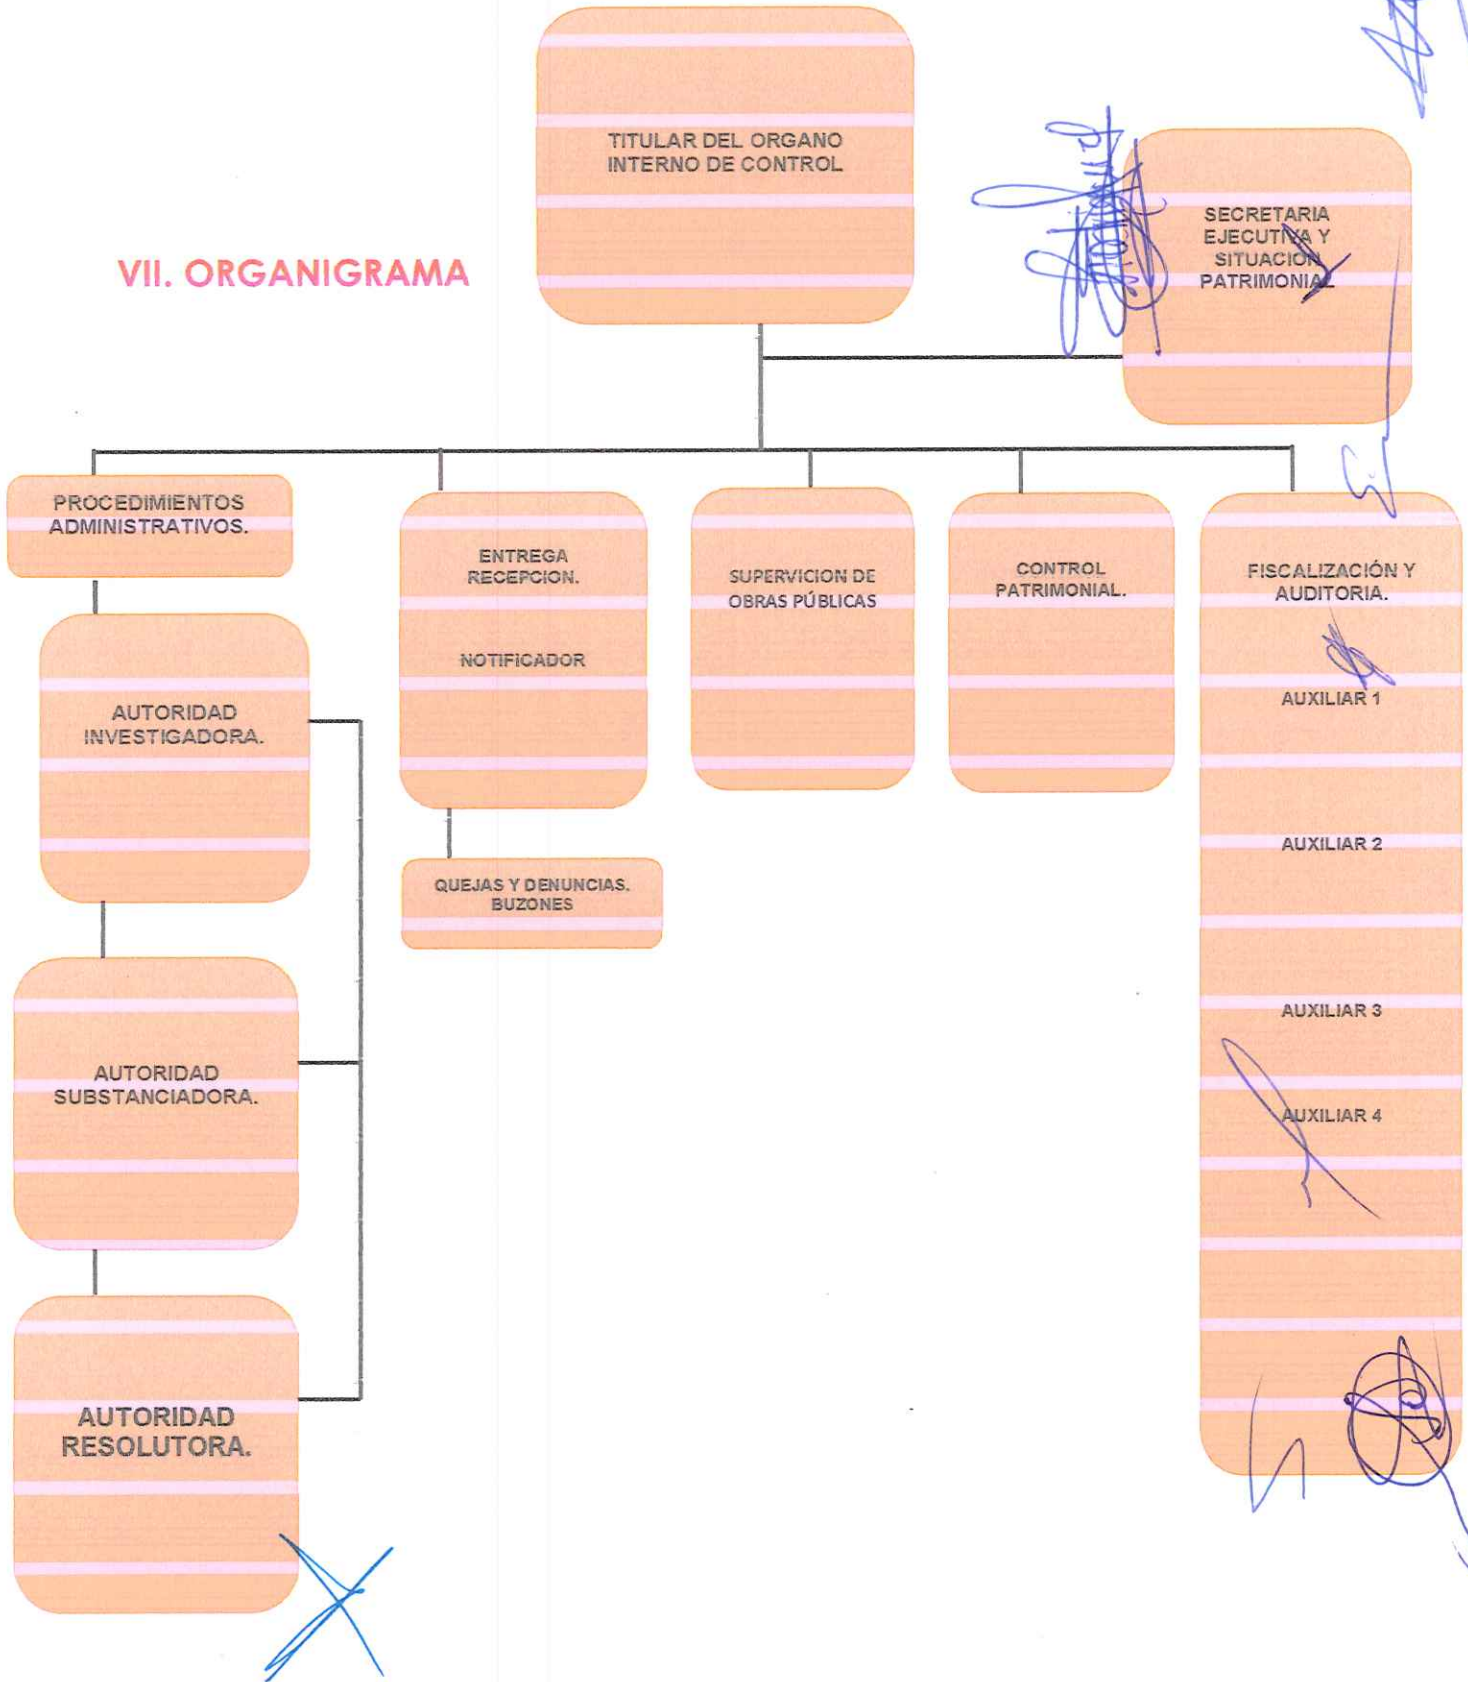 TITULAR DEL ORGANO
INTERNO DE CONTROL
SECRETARIA
EJECUTIVA Y
SITUACION
PATRIMONIAL
VII. ORGANIGRAMA
PROCEDIMIENTOS
ADMINISTRATIVOS.
ENTREGA
RECEPCION.
NOTIFICADOR
SUPERVICION DE
OBRAS PÚBLICAS
CONTROL
PATRIMONIAL.
FISCALIZACIÓN Y
AUDITORIA.
AUXILIAR 1
AUXILIAR 2
AUXILIAR 3
AUXILIAR 4
AUTORIDAD
INVESTIGADORA.
QUEJAS Y DENUNCIAS.
BUZONES
AUTORIDAD
SUBSTANCIADORA.
AUTORIDAD
RESOLUTORA.